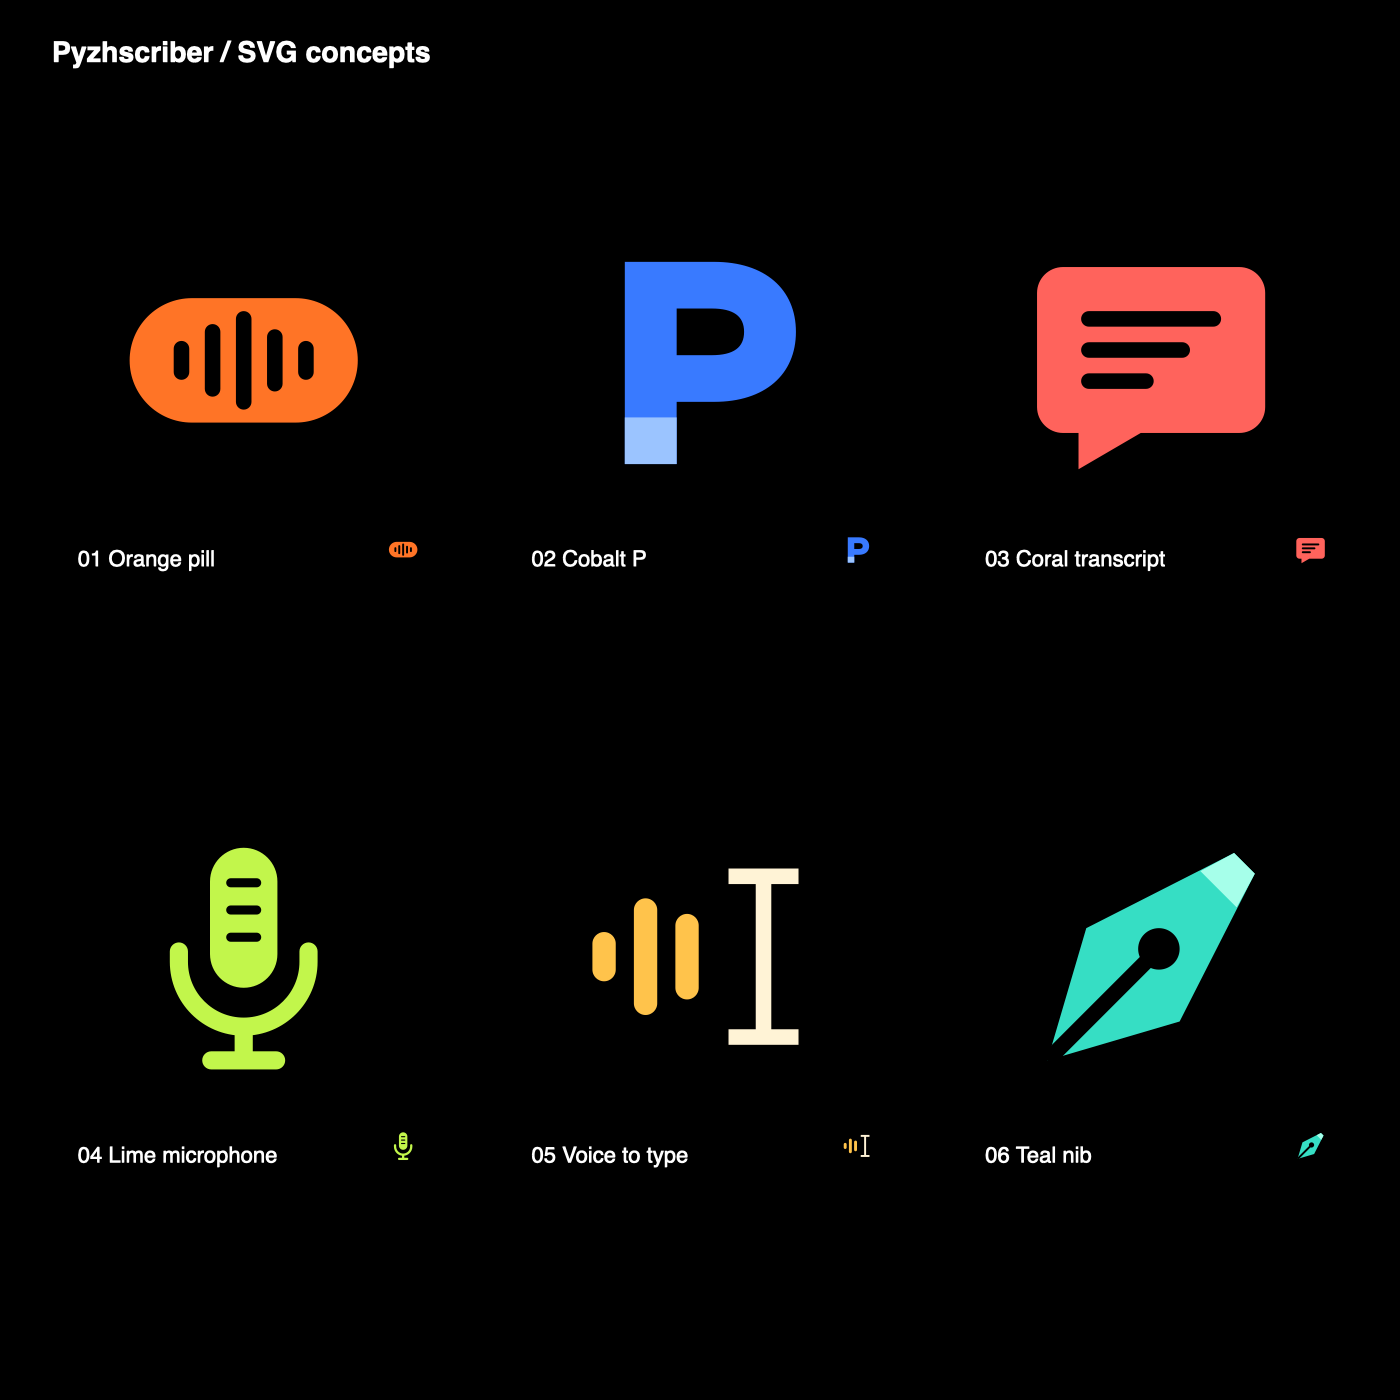 Pyzhscriber / SVG concepts
01 Orange pill
02 Cobalt P
03 Coral transcript
04 Lime microphone
05 Voice to type
06 Teal nib